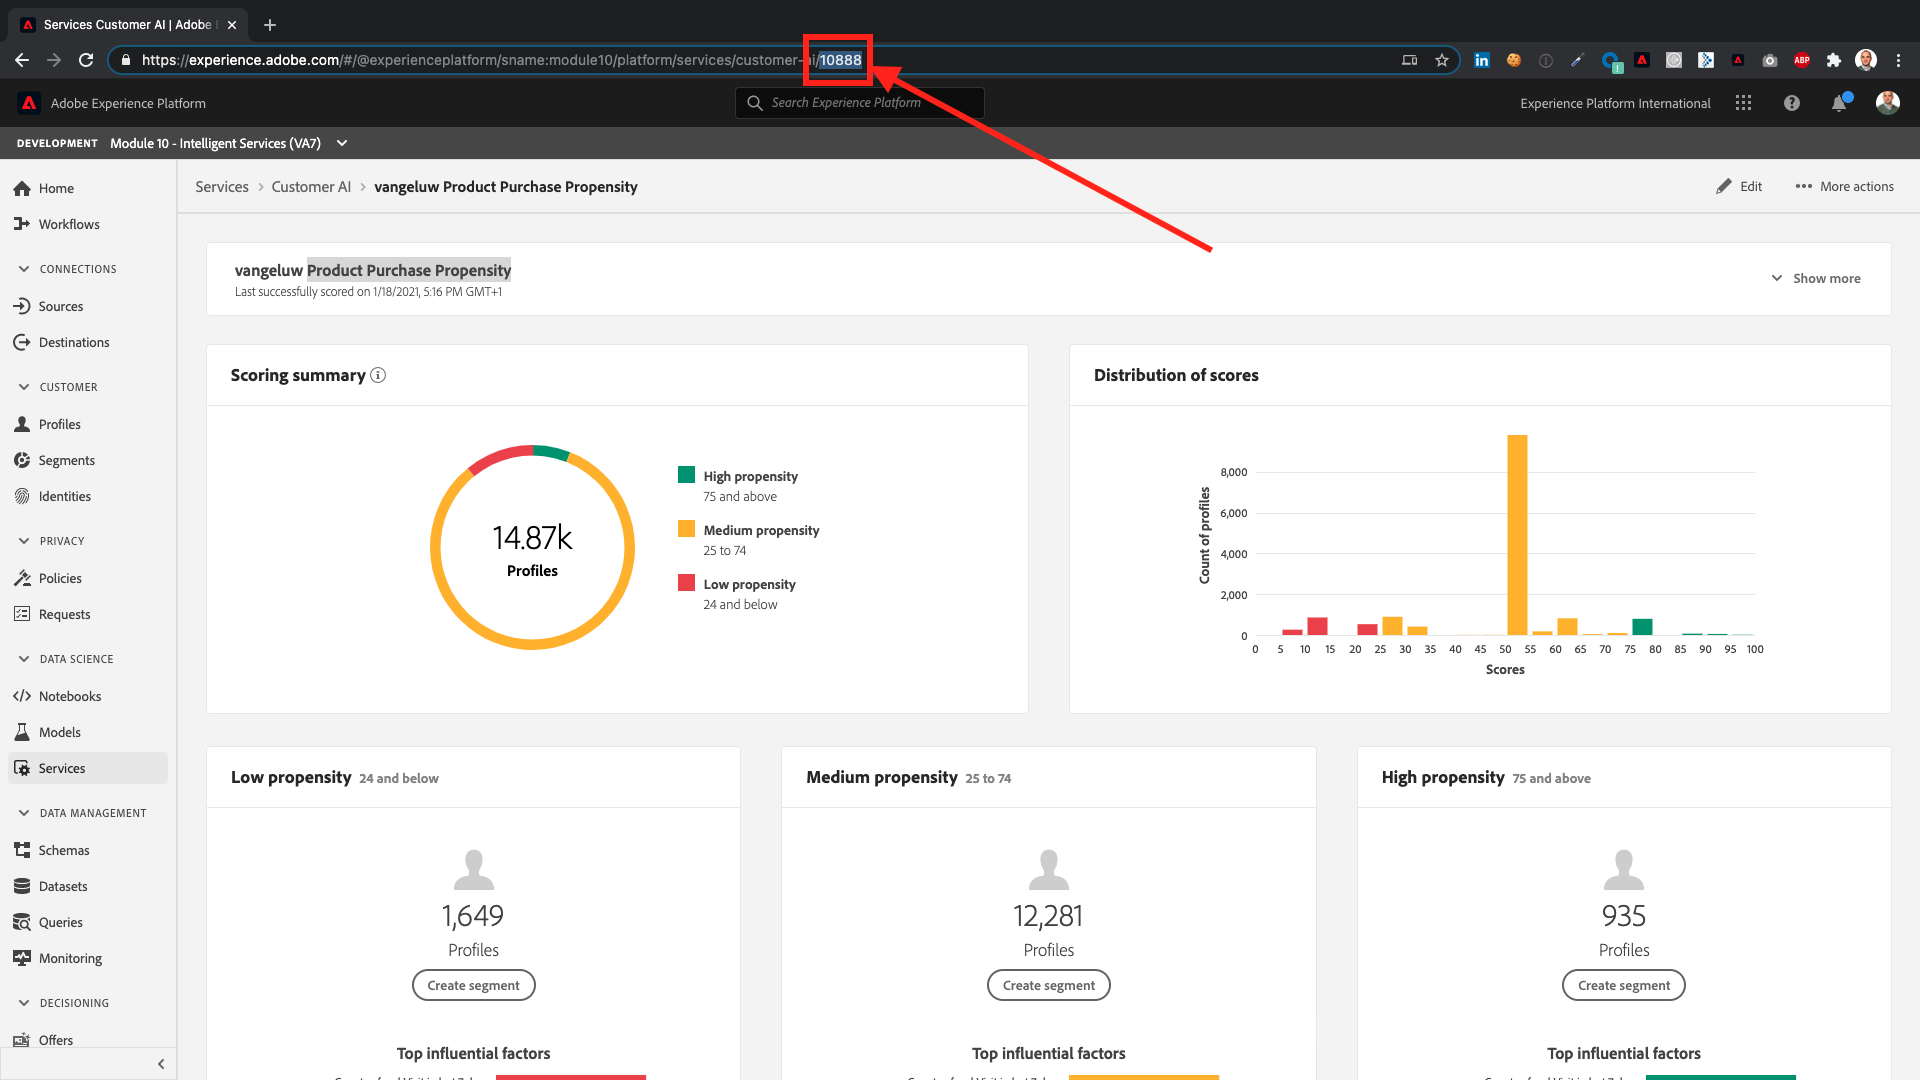 Services Customer AI | Adobe
https://experience.adobe.com/#/@experienceplatform/sname:module10/platform/services/customer-ai/10888
Adobe Experience Platform
Search Experience Platform
Experience Platform International
DEVELOPMENT Module 10 - Intelligent Services (VA7)
Home
Workflows
CONNECTIONS
Sources
Destinations
CUSTOMER
Profiles
Segments
Identities
PRIVACY
Policies
Requests
DATA SCIENCE
Notebooks
Models
Services
DATA MANAGEMENT
Schemas
Datasets
Queries
Monitoring
DECISIONING
Offers
Services > Customer AI > vangeluw Product Purchase Propensity
Edit
More actions
vangeluw Product Purchase Propensity
Last successfully scored on 1/18/2021, 5:16 PM GMT+1
Show more
Scoring summary
14.87k
Profiles
High propensity
75 and above
Medium propensity
25 to 74
Low propensity
24 and below
Distribution of scores
Count of profiles
8,000
6,000
4,000
2,000
0
0 5 10 15 20 25 30 35 40 45 50 55 60 65 70 75 80 85 90 95 100
Scores
Low propensity 24 and below
1,649
Profiles
Create segment
Top influential factors
Medium propensity 25 to 74
12,281
Profiles
Create segment
Top influential factors
High propensity 75 and above
935
Profiles
Create segment
Top influential factors